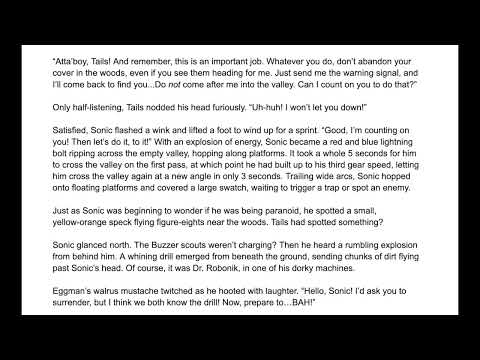 “Atta’boy, Tails! And remember, this is an important job. Whatever you do, don’t abandon your
cover in the woods, even if you see them heading for me. Just send me the warning signal, and
I’ll come back to find you...Do not come after me into the valley. Can I count on you to do that?”
Only half-listening, Tails nodded his head furiously. “Uh-huh! I won’t let you down!”
Satisfied, Sonic flashed a wink and lifted a foot to wind up for a sprint. “Good, I’m counting on
you! Then let’s do it, to it!” With an explosion of energy, Sonic became a red and blue lightning
bolt ripping across the empty valley, hopping along platforms. It took a whole 5 seconds for him
to cross the valley on the first pass, at which point he had built up to his third gear speed, letting
him cross the valley again at a new angle in only 3 seconds. Trailing wide arcs, Sonic hopped
onto floating platforms and covered a large swatch, waiting to trigger a trap or spot an enemy.
Just as Sonic was beginning to wonder if he was being paranoid, he spotted a small,
yellow-orange speck flying figure-eights near the woods. Tails had spotted something?
Sonic glanced north. The Buzzer scouts weren’t charging? Then he heard a rumbling explosion
from behind him. A whining drill emerged from beneath the ground, sending chunks of dirt flying
past Sonic’s head. Of course, it was Dr. Robonik, in one of his dorky machines.
Eggman’s walrus mustache twitched as he hooted with laughter. “Hello, Sonic! I’d ask you to
surrender, but I think we both know the drill! Now, prepare to…BAH!”